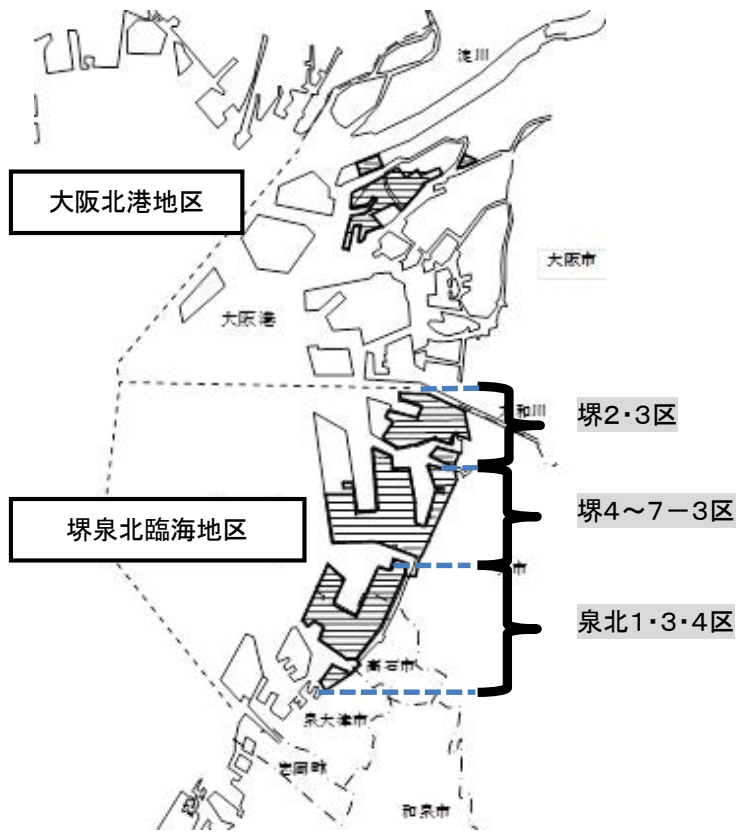 淀川
大阪北港地区
大阪市
大阪港
堺2・3区
堺泉北臨海地区
堺4～7－3区
市
泉北1・3・4区
高石市
泉大津市
忠岡町
和泉市